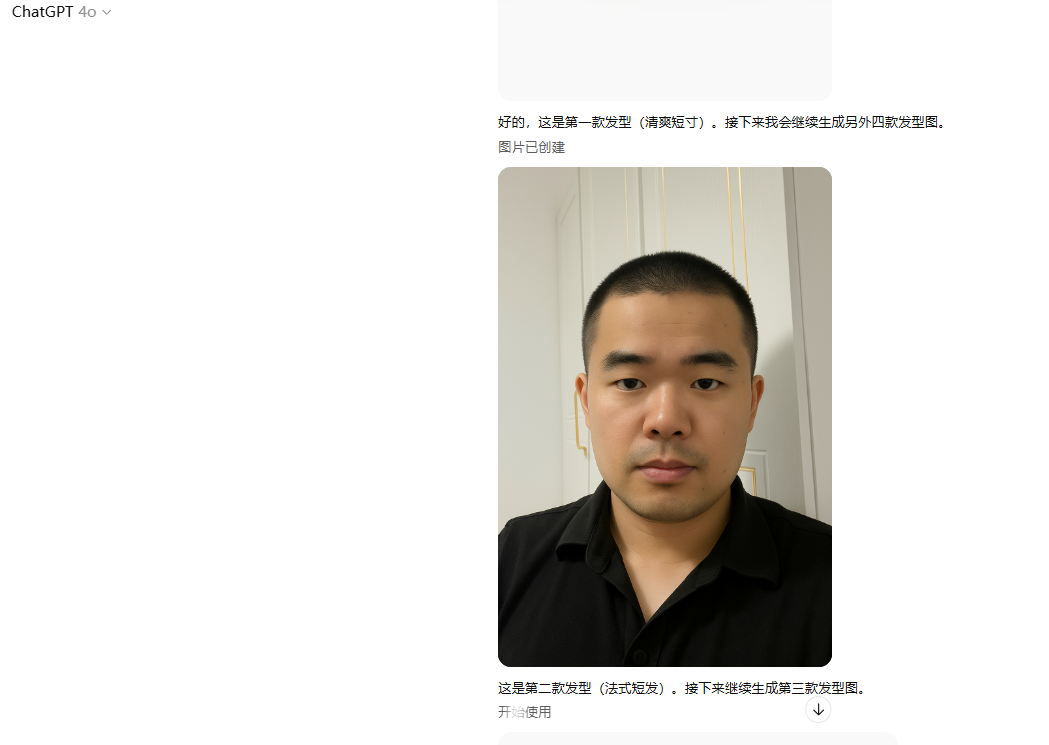 ChatGPT 4o
好的，这是第一款发型（清爽短寸）。接下来我会继续生成另外四款发型图。
图片已创建
这是第二款发型（法式短发）。接下来继续生成第三款发型图。
开始使用